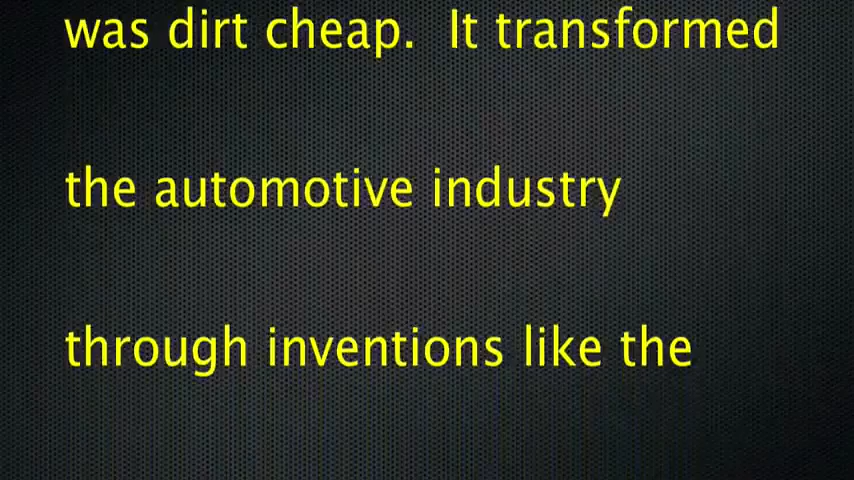 was dirt cheap.  It transformed
the automotive industry
through inventions like the